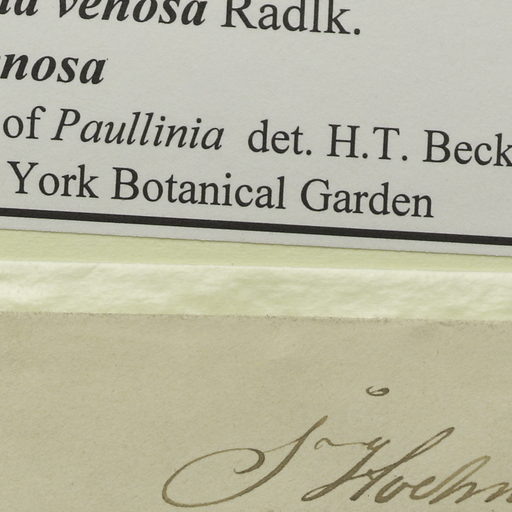 venosa Radlk.
nosa
of Paullinia det. H.T. Beck
York Botanical Garden